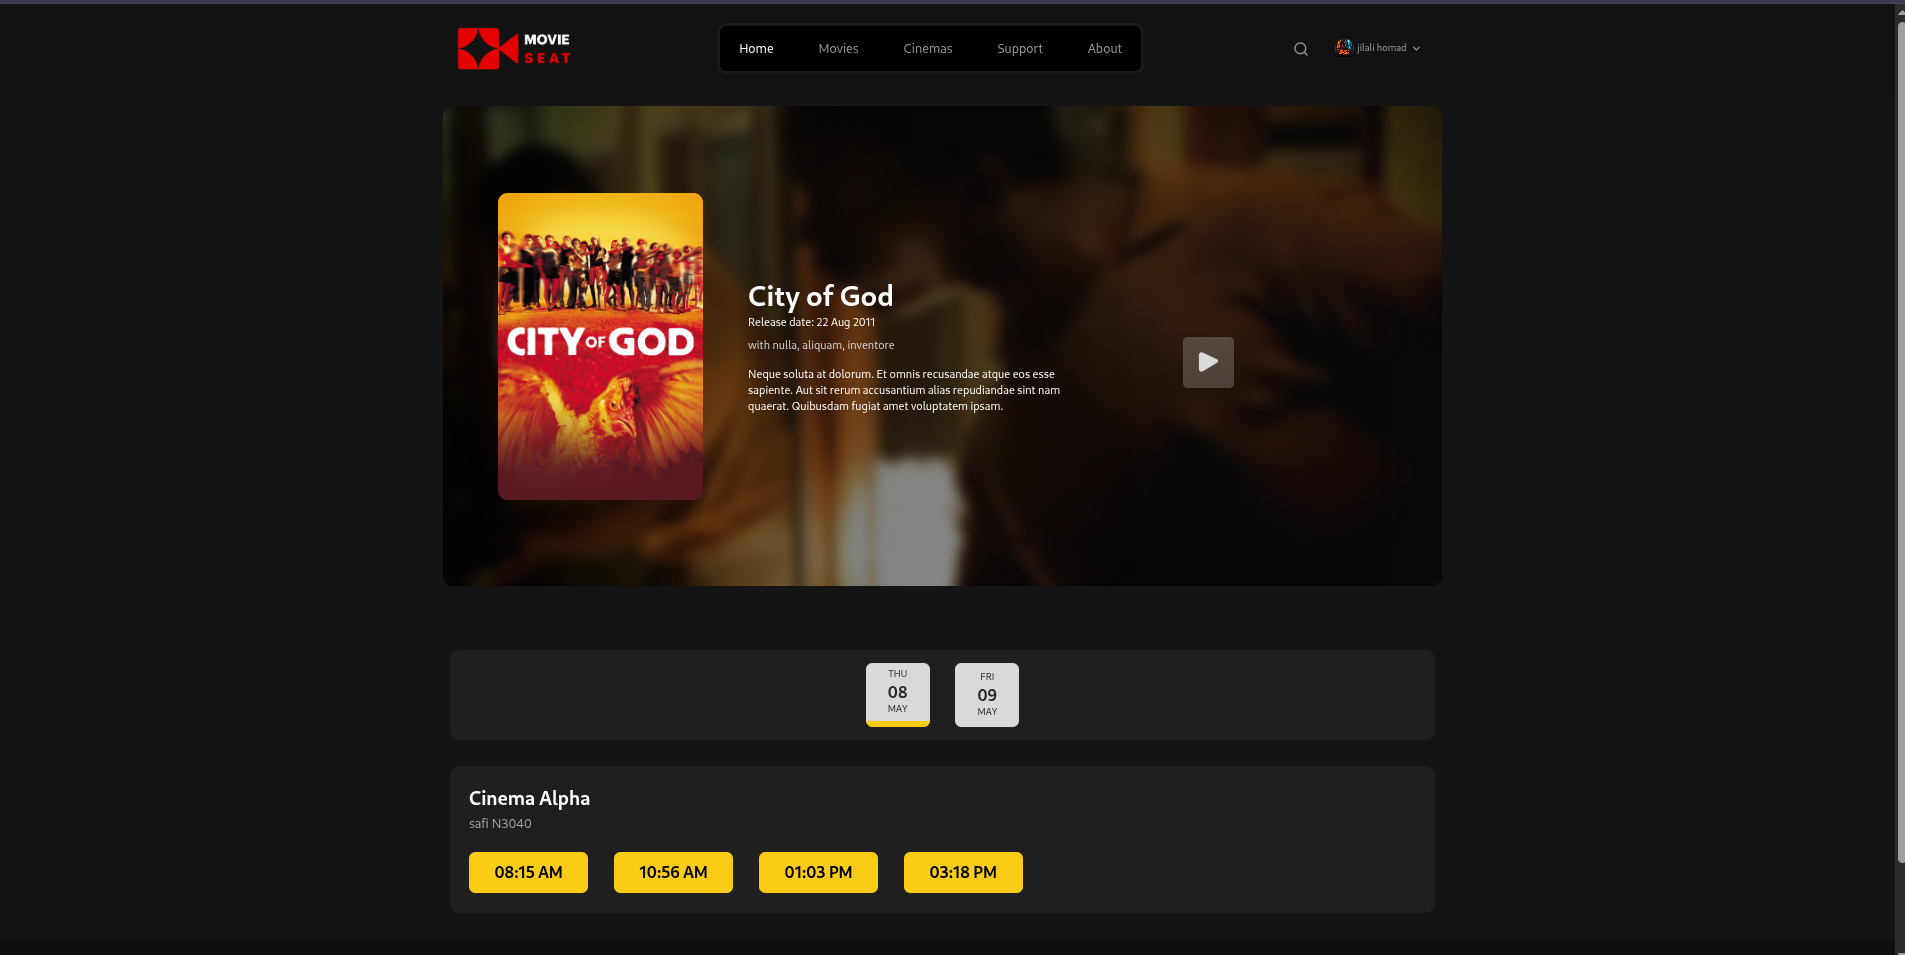 MOVIE
SEAT
Home
Movies
Cinemas
Support
About
jilali homad
CITY OF GOD
City of God
Release date: 22 Aug 2011
with nulla, aliquam, inventore
Neque soluta at dolorum. Et omnis recusandae atque eos esse
sapiente. Aut sit rerum accusantium alias repudiandae sint nam
quaerat. Quibusdam fugiat amet voluptatem ipsam.
THU
08
MAY
FRI
09
MAY
Cinema Alpha
safi N3040
08:15 AM
10:56 AM
01:03 PM
03:18 PM